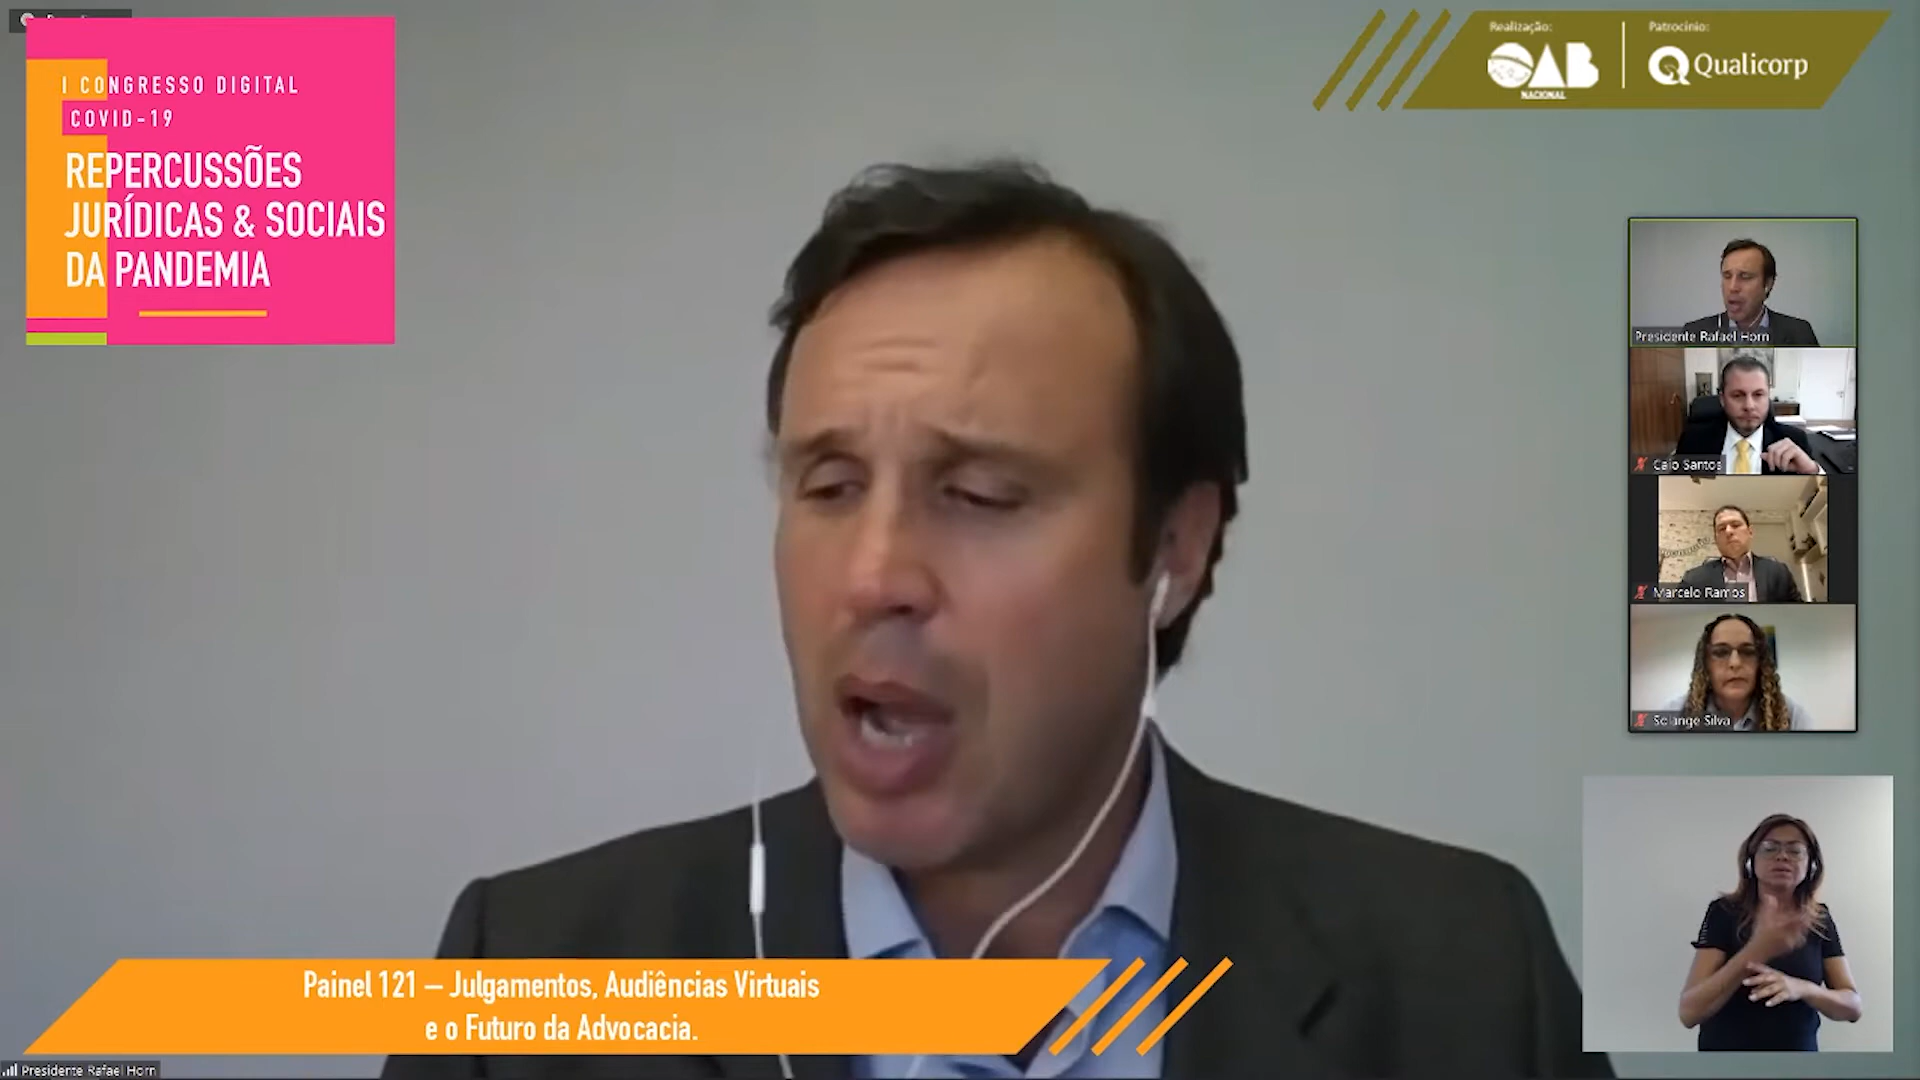 I CONGRESSO DIGITAL
COVID-19
REPERCUSSÕES
JURÍDICAS & SOCIAIS
DA PANDEMIA
Realização:
OAB
NACIONAL
Patrocínio:
Qualicorp
Presidente Rafael Horn
Caio Santos
Marcelo Ramos
Solange Silva
Painel 121 – Julgamentos, Audiências Virtuais
e o Futuro da Advocacia.
Presidente Rafael Horn